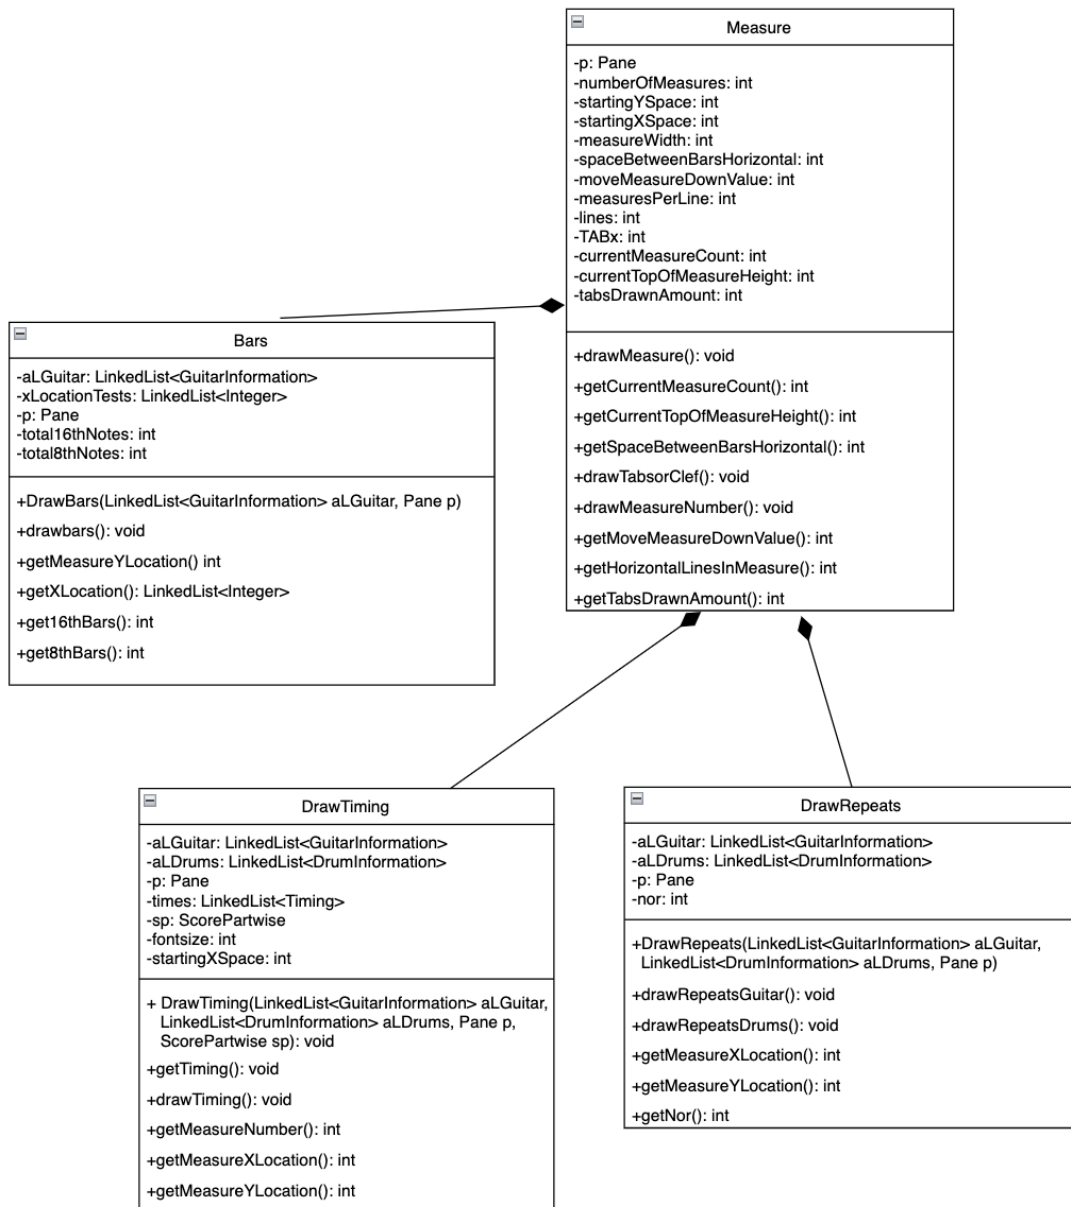 Measure
-p: Pane
-numberOfMeasures: int
-startingYSpace: int
-startingXSpace: int
-measureWidth: int
-spaceBetweenBarsHorizontal: int
-moveMeasureDownValue: int
-measuresPerLine: int
-lines: int
-TABx: int
-currentMeasureCount: int
-currentTopOfMeasureHeight: int
-tabsDrawnAmount: int
+drawMeasure(): void
+getCurrentMeasureCount(): int
+getCurrentTopOfMeasureHeight(): int
+getSpaceBetweenBarsHorizontal(): int
+drawTabsorClef(): void
+drawMeasureNumber(): void
+getMoveMeasureDownValue(): int
+getHorizontalLinesInMeasure(): int
+getTabsDrawnAmount(): int
Bars
-aLGuitar: LinkedList<GuitarInformation>
-xLocationTests: LinkedList<Integer>
-p: Pane
-total16thNotes: int
-total8thNotes: int
+DrawBars(LinkedList<GuitarInformation> aLGuitar, Pane p)
+drawbars(): void
+getMeasureYLocation() int
+getXLocation(): LinkedList<Integer>
+get16thBars(): int
+get8thBars(): int
DrawTiming
-aLGuitar: LinkedList<GuitarInformation>
-aLDrums: LinkedList<DrumInformation>
-p: Pane
-times: LinkedList<Timing>
-sp: ScorePartwise
-fontsize: int
-startingXSpace: int
+ DrawTiming(LinkedList<GuitarInformation> aLGuitar,
LinkedList<DrumInformation> aLDrums, Pane p,
ScorePartwise sp): void
+getTiming(): void
+drawTiming(): void
+getMeasureNumber(): int
+getMeasureXLocation(): int
+getMeasureYLocation(): int
DrawRepeats
-aLGuitar: LinkedList<GuitarInformation>
-aLDrums: LinkedList<DrumInformation>
-p: Pane
-nor: int
+DrawRepeats(LinkedList<GuitarInformation> aLGuitar,
LinkedList<DrumInformation> aLDrums, Pane p)
+drawRepeatsGuitar(): void
+drawRepeatsDrums(): void
+getMeasureXLocation(): int
+getMeasureYLocation(): int
+getNor(): int